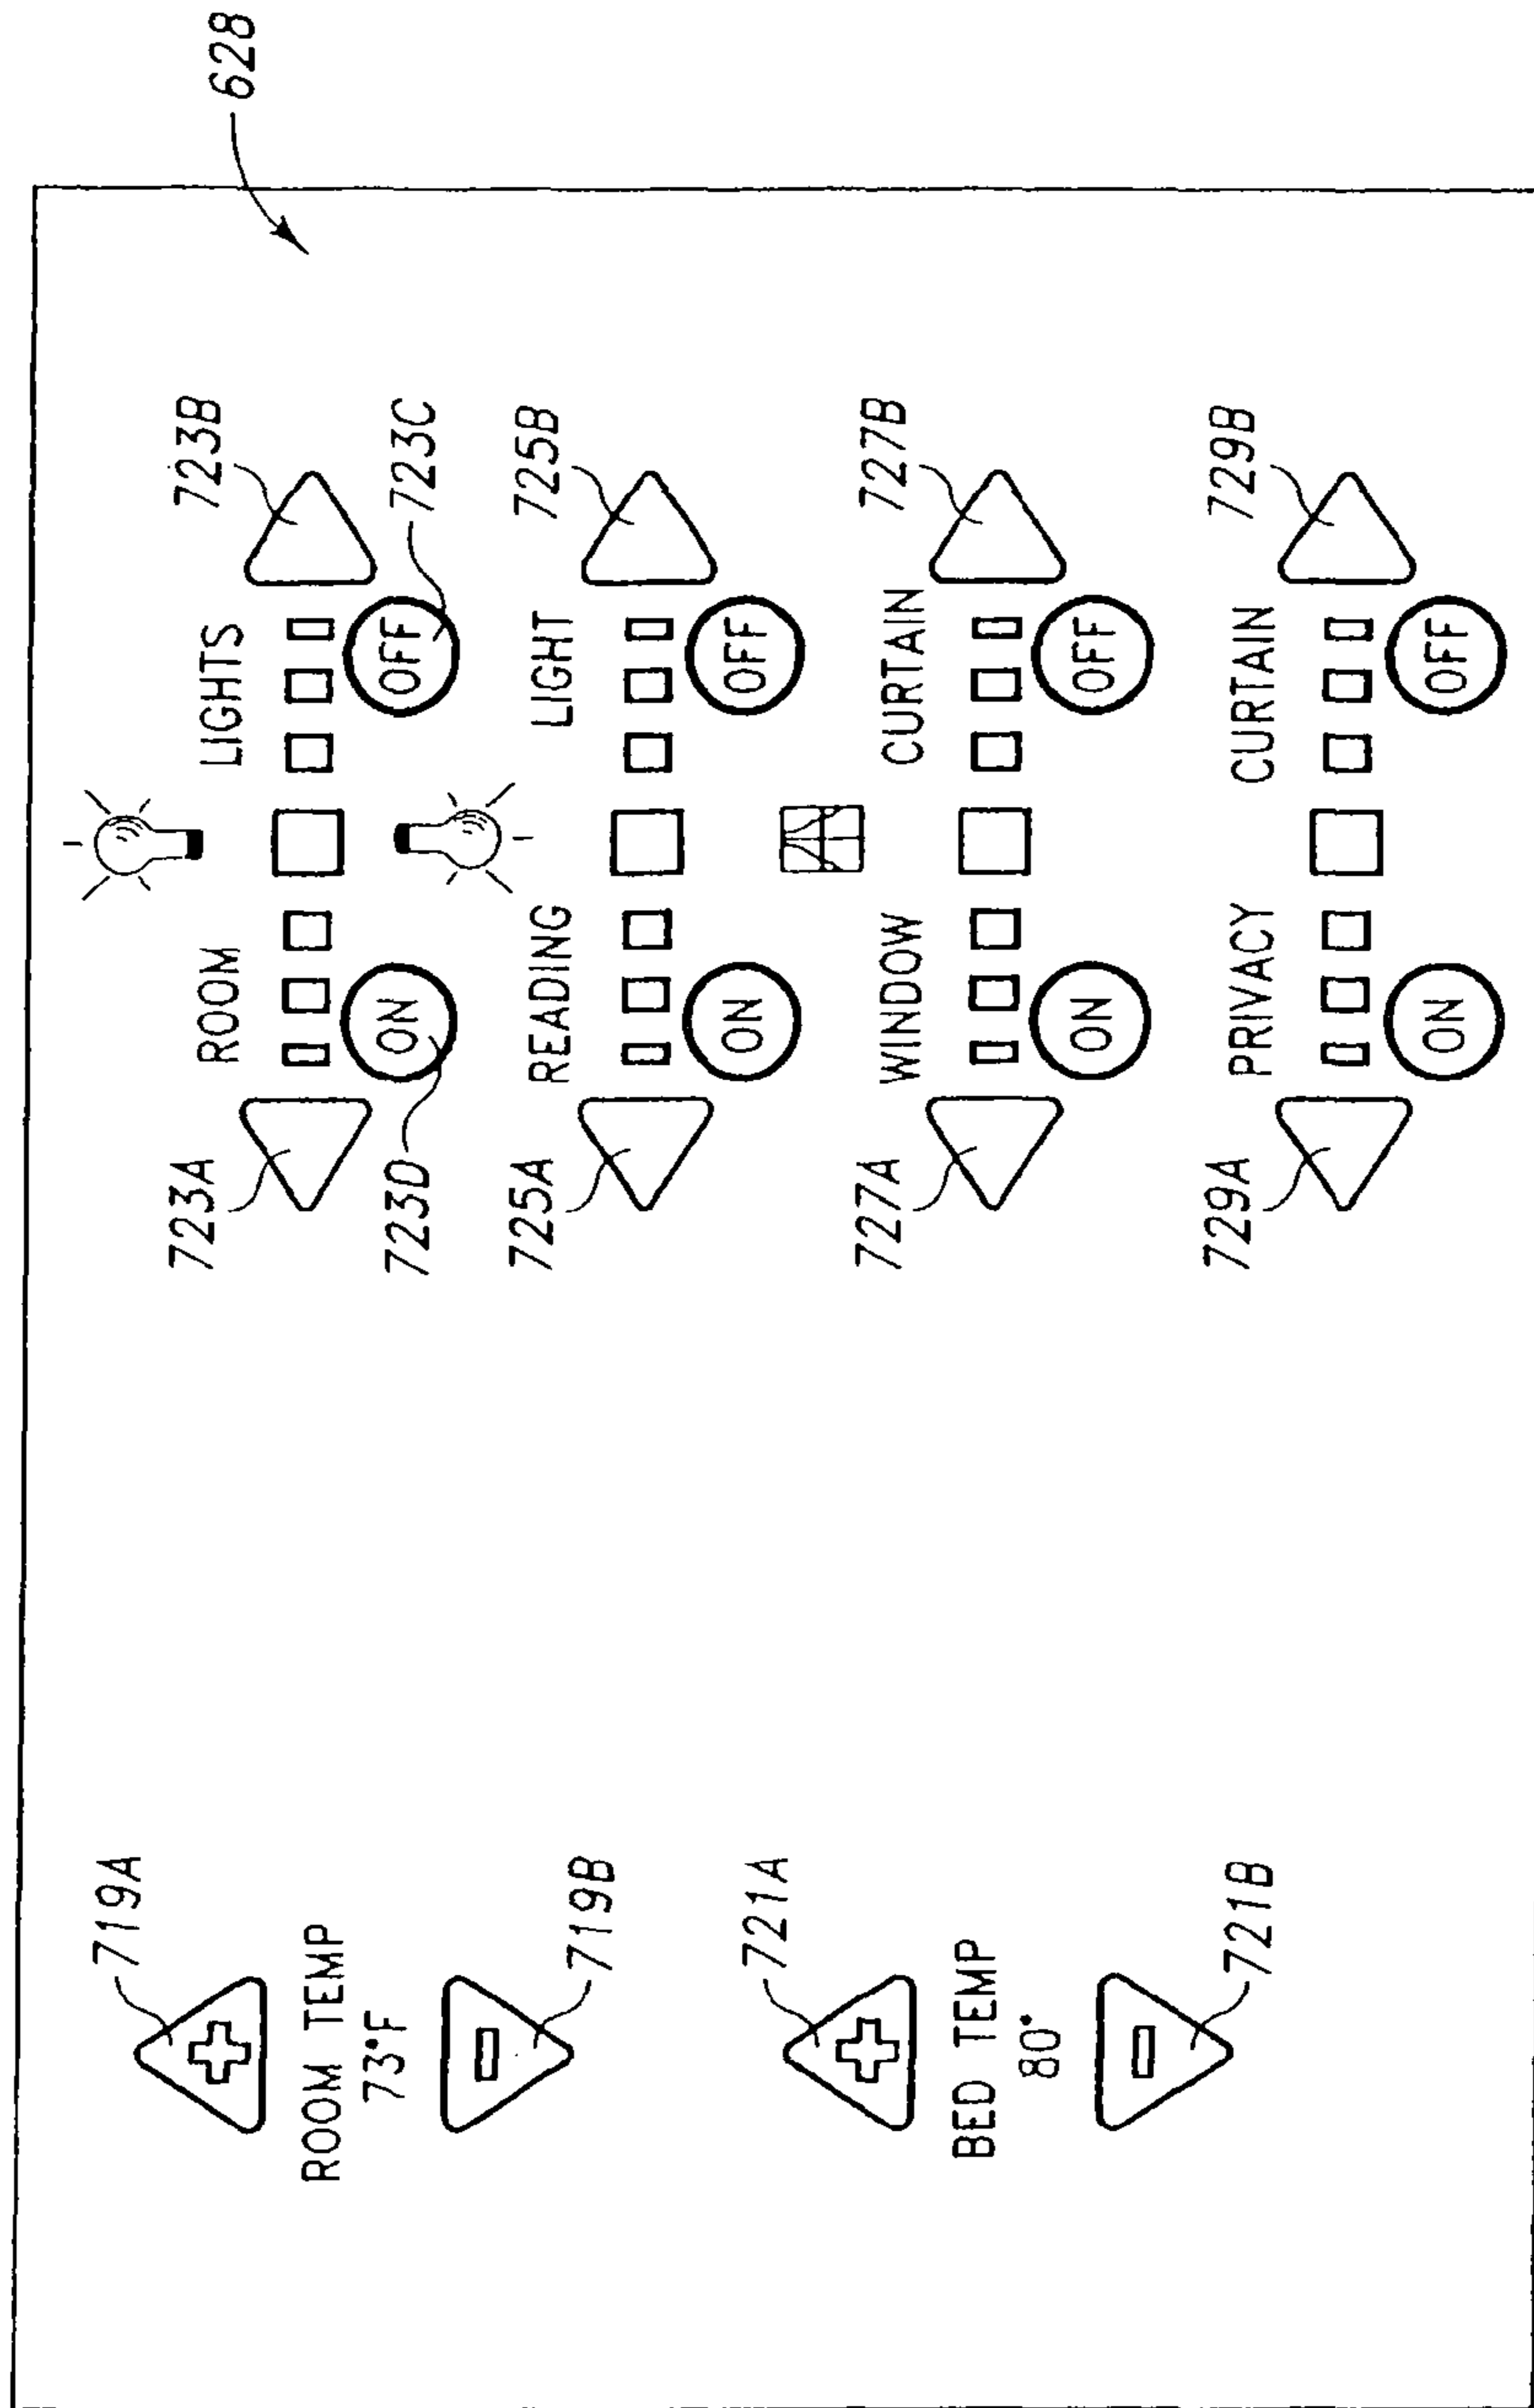 628
719A
ROOM TEMP
73°F
719B
721A
BED TEMP
80°
721B
723A
ROOM LIGHTS
723B
723D
ON
OFF
723C
725A
READING LIGHT
725B
ON
OFF
727A
WINDOW CURTAIN
727B
ON
OFF
729A
PRIVACY CURTAIN
729B
ON
OFF